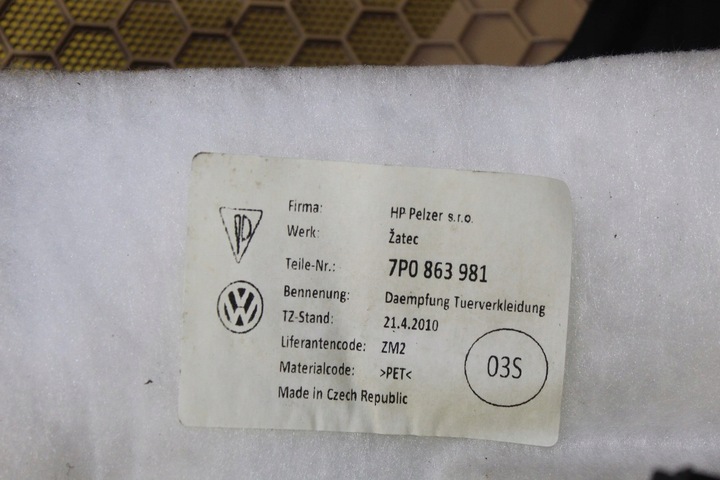 Firma: HP Pelzer s.r.o.
Werk: Žatec
Teile-Nr.: 7P0 863 981
Bennenung: Daempfung Tuerverkleidung
TZ-Stand: 21.4.2010
Liferantencode: ZM2
Materialcode: >PET<
03S
Made in Czech Republic